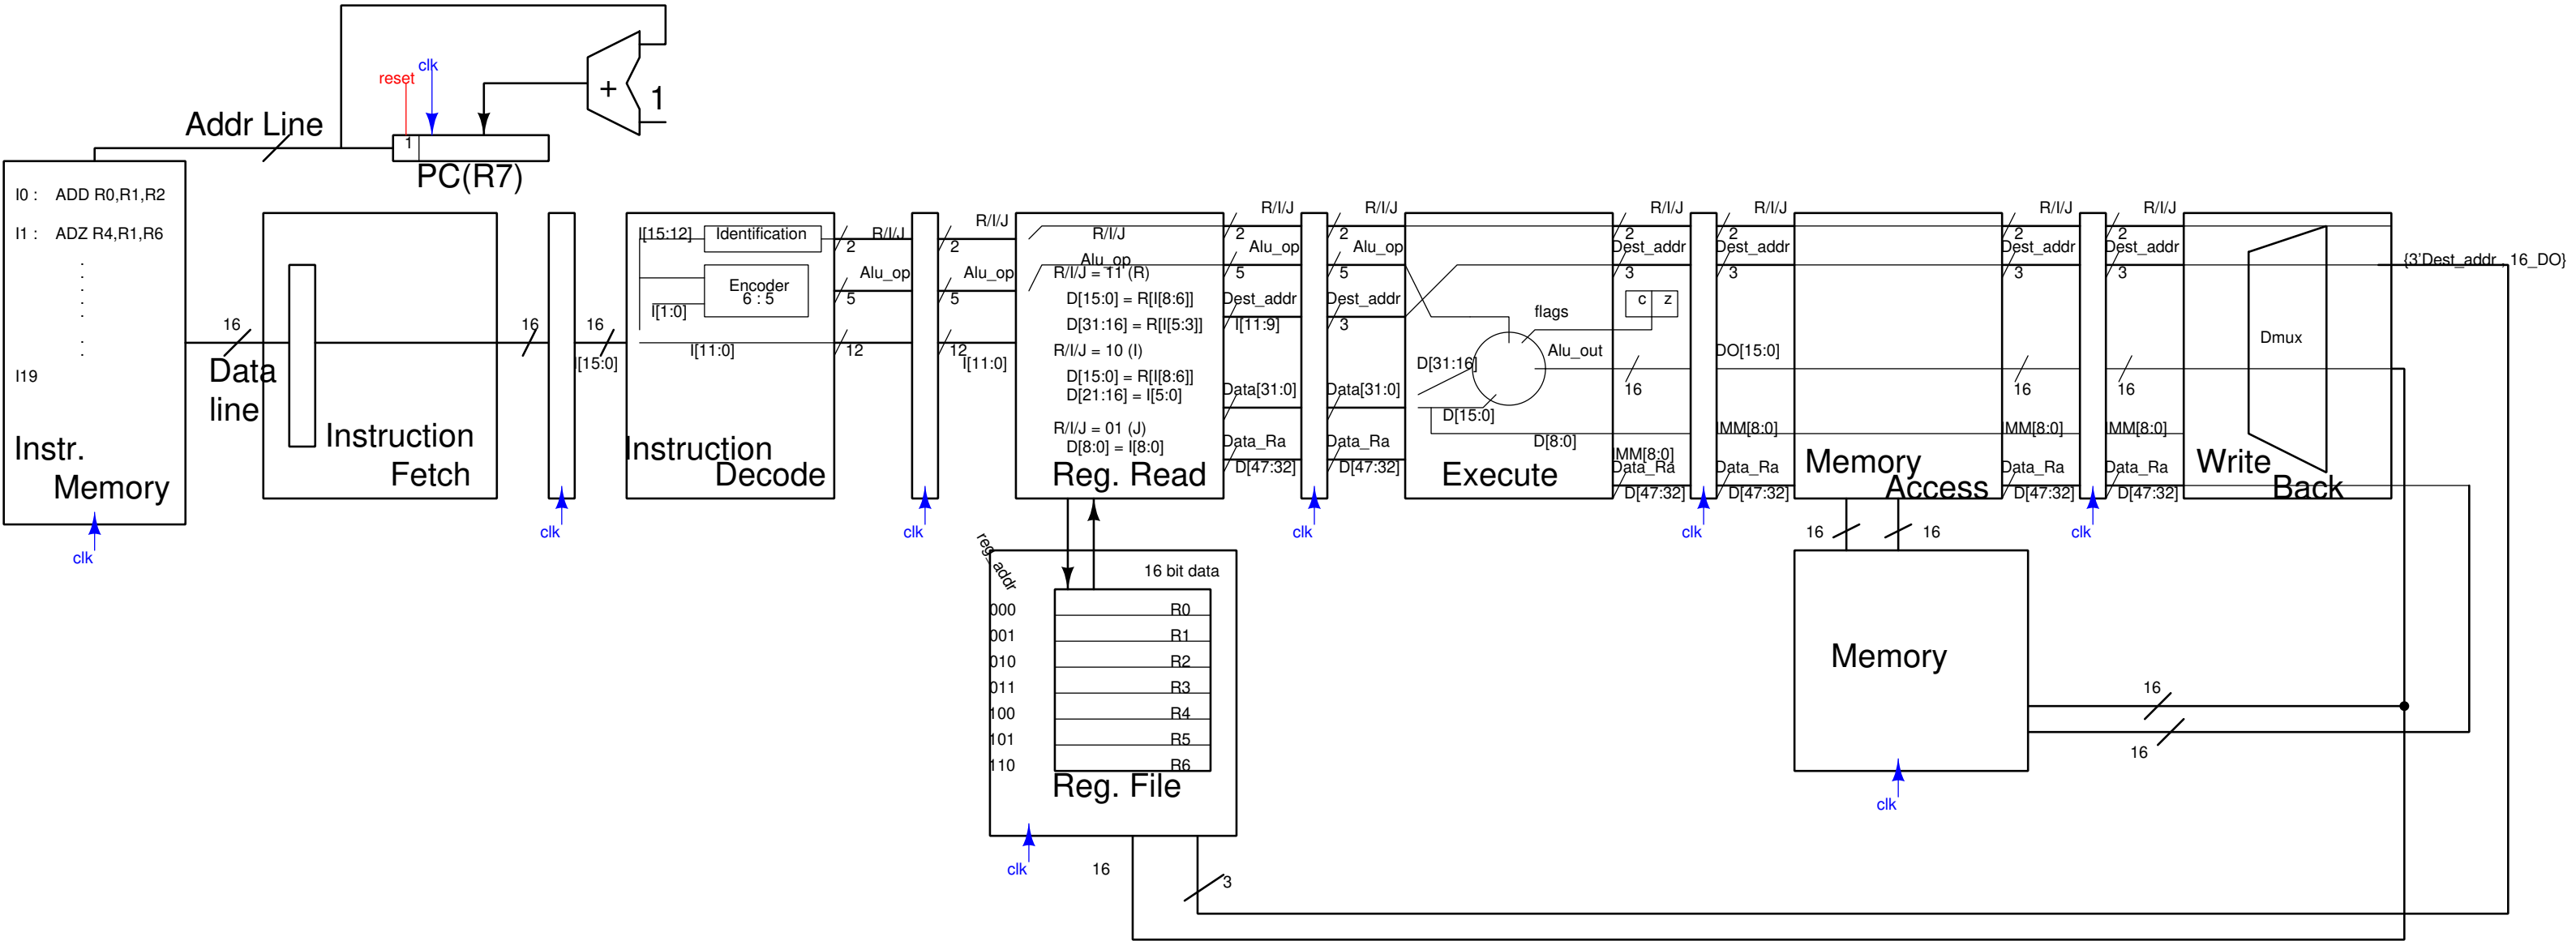 reset
clk
+
1
Addr Line
1
PC(R7)
I0 : ADD R0,R1,R2
I1 : ADZ R4,R1,R6
I19
Instr.
Memory
clk
16
Data
line
Instruction
Fetch
16
clk
16
I[15:0]
I[15:12]
Identification
Encoder
6 : 5
I[1:0]
I[11:0]
Instruction
Decode
R/I/J
2
Alu_op
5
12
clk
R/I/J
2
Alu_op
5
12
I[11:0]
R/I/J
Alu_op
R/I/J = 11 (R)
D[15:0] = R[I[8:6]]
D[31:16] = R[I[5:3]]
R/I/J = 10 (I)
D[15:0] = R[I[8:6]]
D[21:16] = I[5:0]
R/I/J = 01 (J)
D[8:0] = I[8:0]
Reg. Read
R/I/J
2
Alu_op
5
Dest_addr
I[11:9]
Data[31:0]
Data_Ra
D[47:32]
clk
R/I/J
2
Alu_op
5
Dest_addr
3
Data[31:0]
Data_Ra
D[47:32]
D[31:16]
D[15:0]
flags
Alu_out
D[8:0]
Execute
R/I/J
2
Dest_addr
3
c z
16
IMM[8:0]
Data_Ra
D[47:32]
clk
R/I/J
2
Dest_addr
3
DO[15:0]
IMM[8:0]
Data_Ra
D[47:32]
Memory
Access
R/I/J
2
Dest_addr
3
16
IMM[8:0]
Data_Ra
D[47:32]
clk
R/I/J
2
Dest_addr
3
16
IMM[8:0]
Data_Ra
D[47:32]
Dmux
Write
Back
{3'Dest_addr , 16_DO}
reg_addr
16 bit data
000 R0
001 R1
010 R2
011 R3
100 R4
101 R5
110 R6
Reg. File
clk
16
3
16
16
Memory
clk
16
16